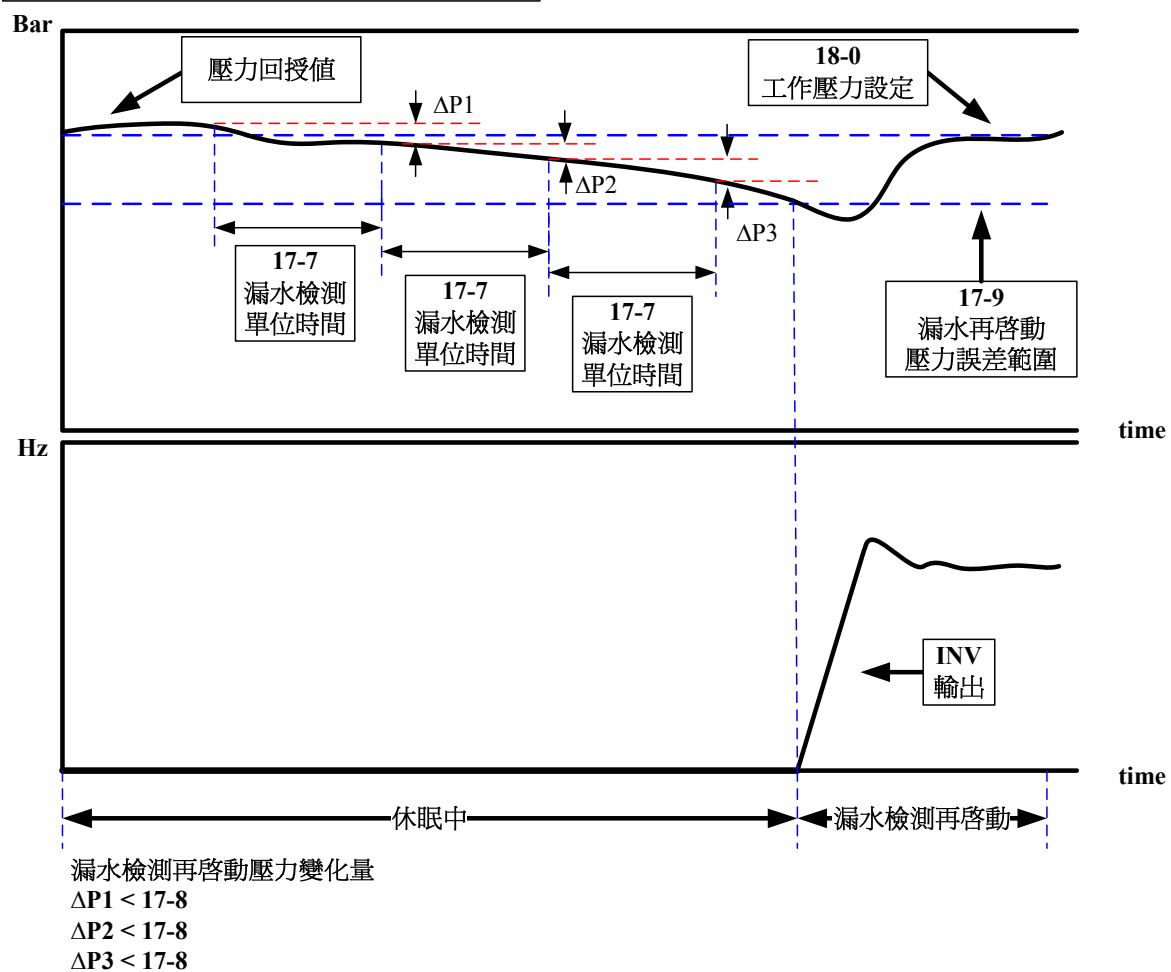 Bar
壓力回授值
18-0
工作壓力設定
ΔP1
ΔP2
ΔP3
17-7
漏水檢測
單位時間
17-7
漏水檢測
單位時間
17-7
漏水檢測
單位時間
17-9
漏水再啓動
壓力誤差範圍
time
Hz
INV
輸出
time
休眠中
漏水檢測再啓動
漏水檢測再啓動壓力變化量
ΔP1 < 17-8
ΔP2 < 17-8
ΔP3 < 17-8